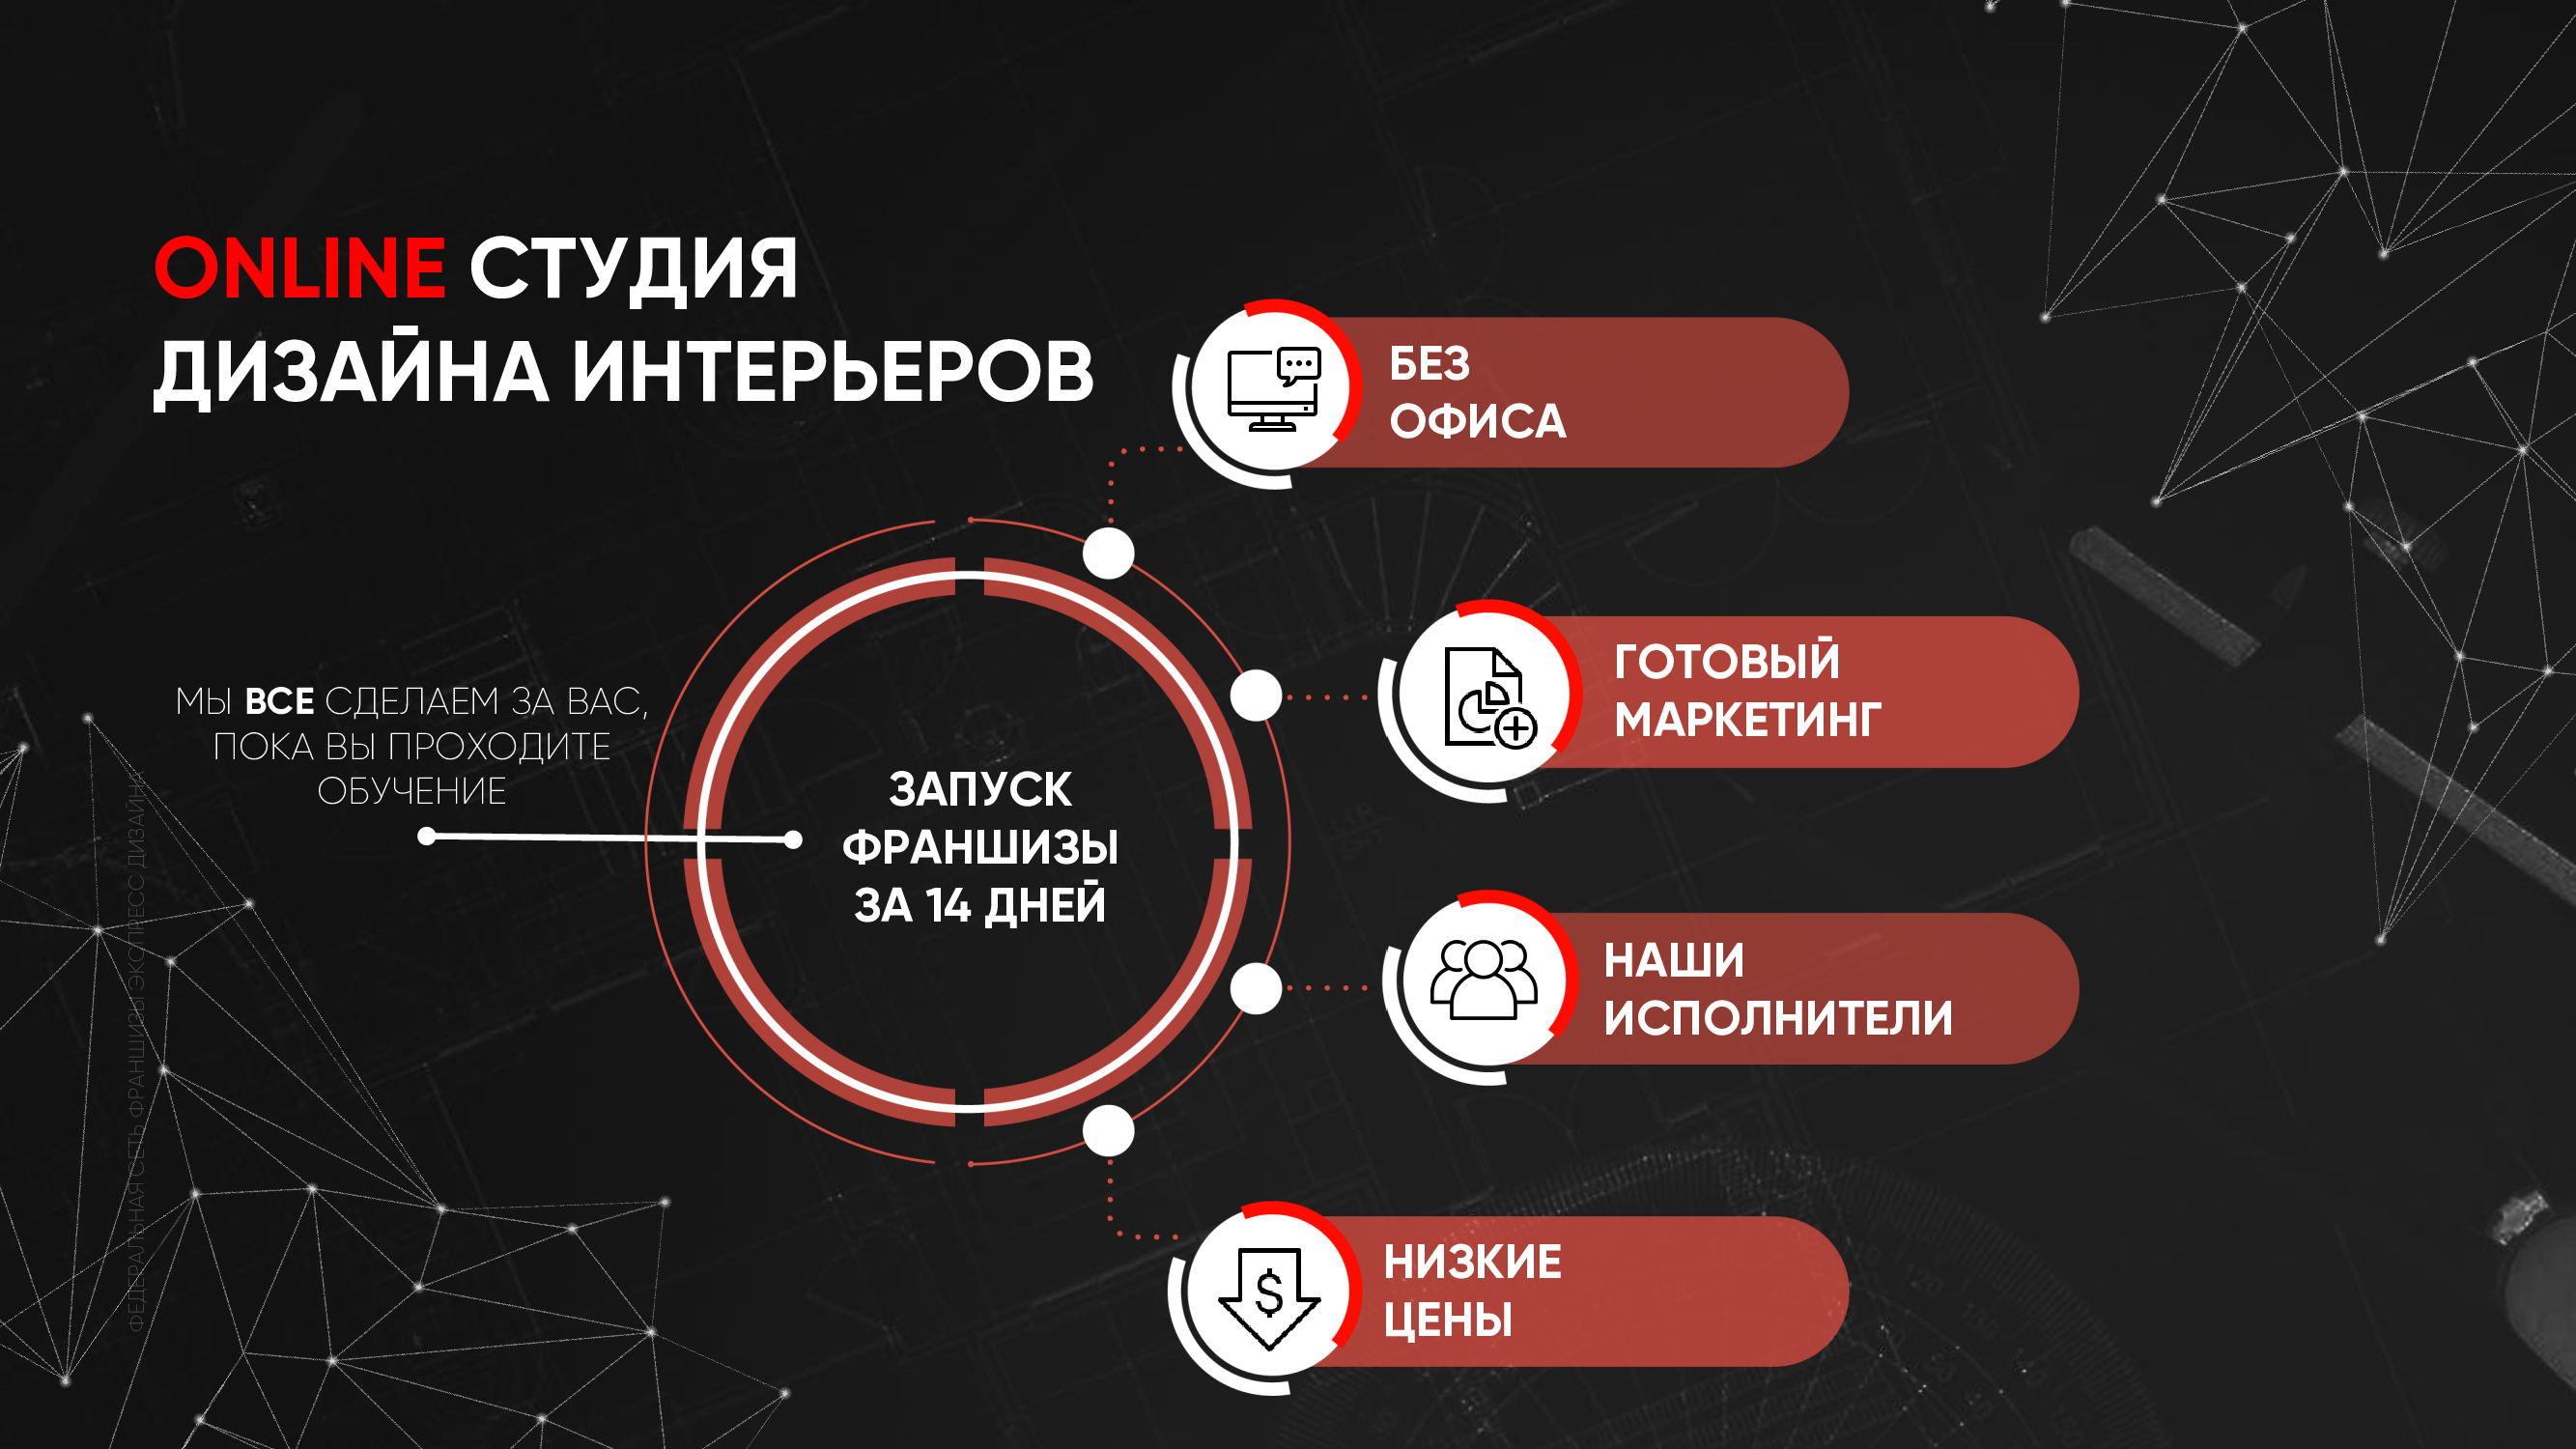 ONLINE СТУДИЯ
ДИЗАЙНА ИНТЕРЬЕРОВ
МЫ ВСЕ СДЕЛАЕМ ЗА ВАС,
ПОКА ВЫ ПРОХОДИТЕ
ОБУЧЕНИЕ
ЗАПУСК
ФРАНШИЗЫ
ЗА 14 ДНЕЙ
БЕЗ
ОФИСА
ГОТОВЫЙ
МАРКЕТИНГ
НАШИ
ИСПОЛНИТЕЛИ
НИЗКИЕ
ЦЕНЫ
ФЕДЕРАЛЬНАЯ СЕТЬ ФРАНШИЗЫ ЭКСПРЕСС ДИЗАЙНА